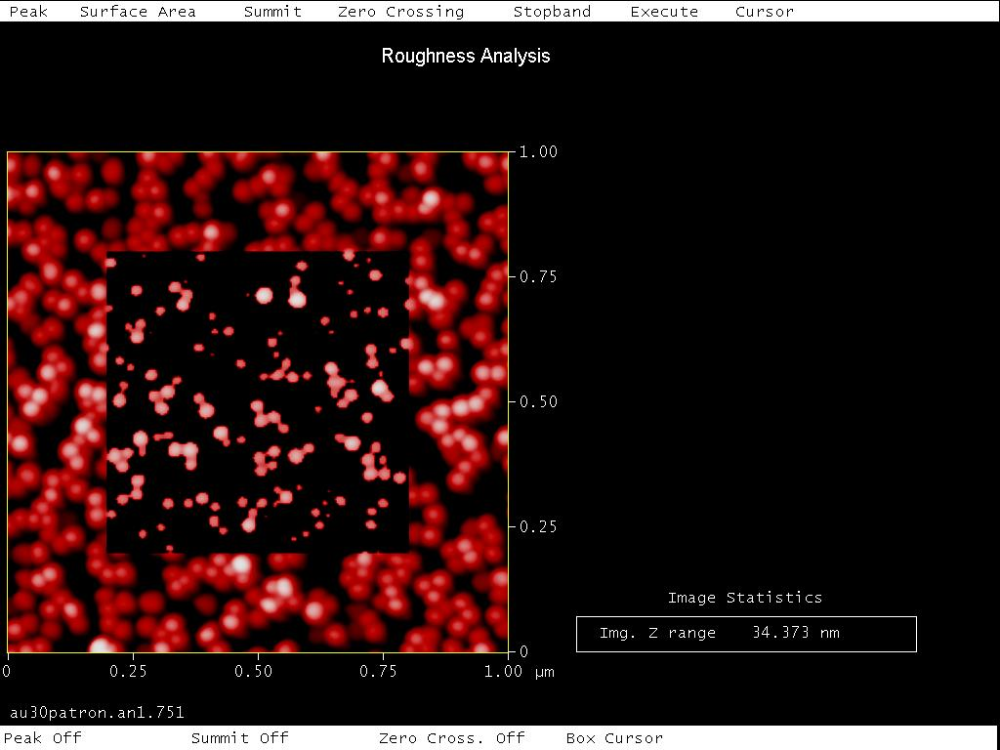 Peak Surface Area Summit Zero Crossing Stopband Execute Cursor
Roughness Analysis
1.00
0.75
0.50
0.25
0
0 0.25 0.50 0.75 1.00 µm
Image Statistics
Img. Z range 34.373 nm
au30patron.an1.751
Peak Off Summit Off Zero Cross. Off Box Cursor